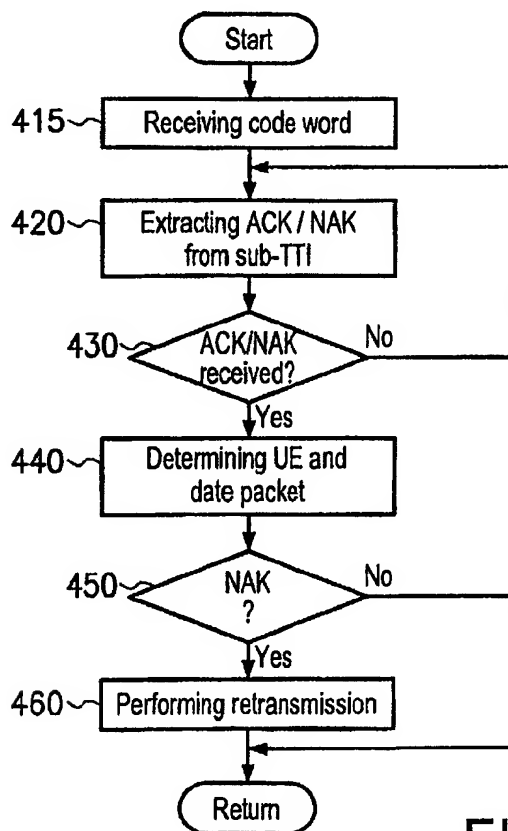 Start
415
Receiving code word
420
Extracting ACK / NAK
from sub-TTI
430
ACK/NAK
received?
No
Yes
440
Determining UE and
date packet
450
NAK
?
No
Yes
460
Performing retransmission
Return